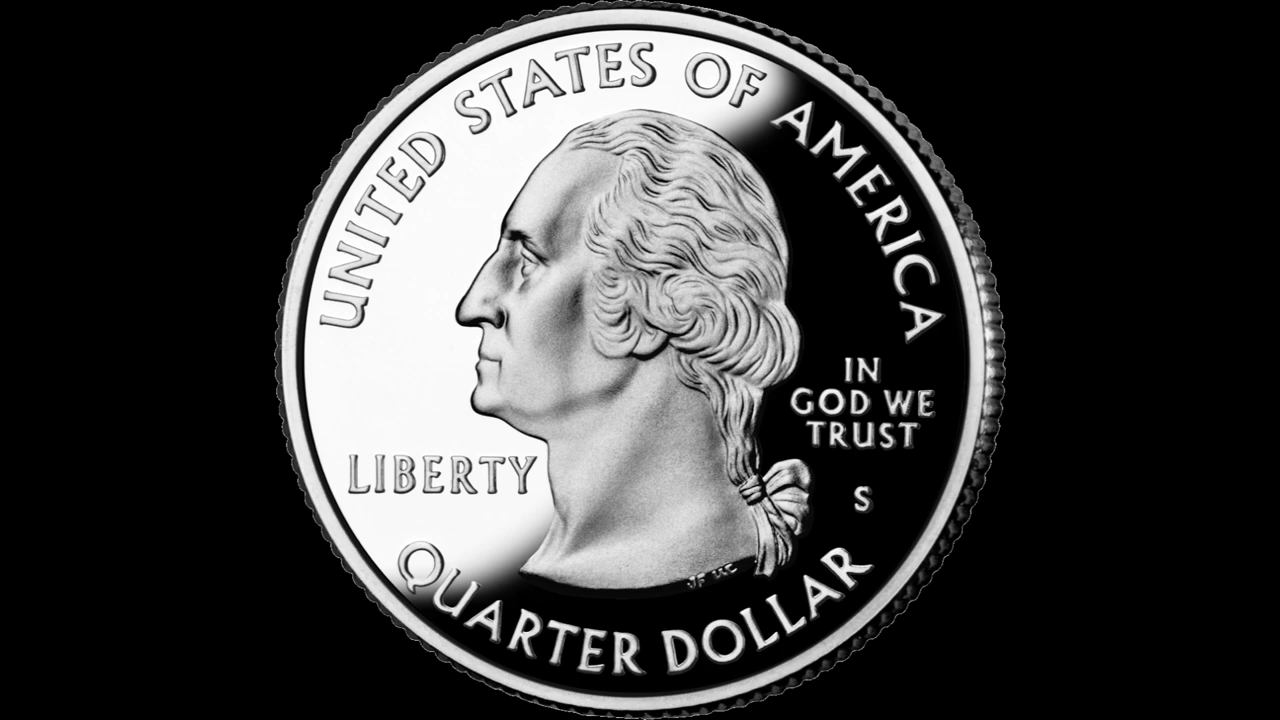 UNITED STATES OF AMERICA
LIBERTY
IN
GOD WE
TRUST
S
QUARTER DOLLAR